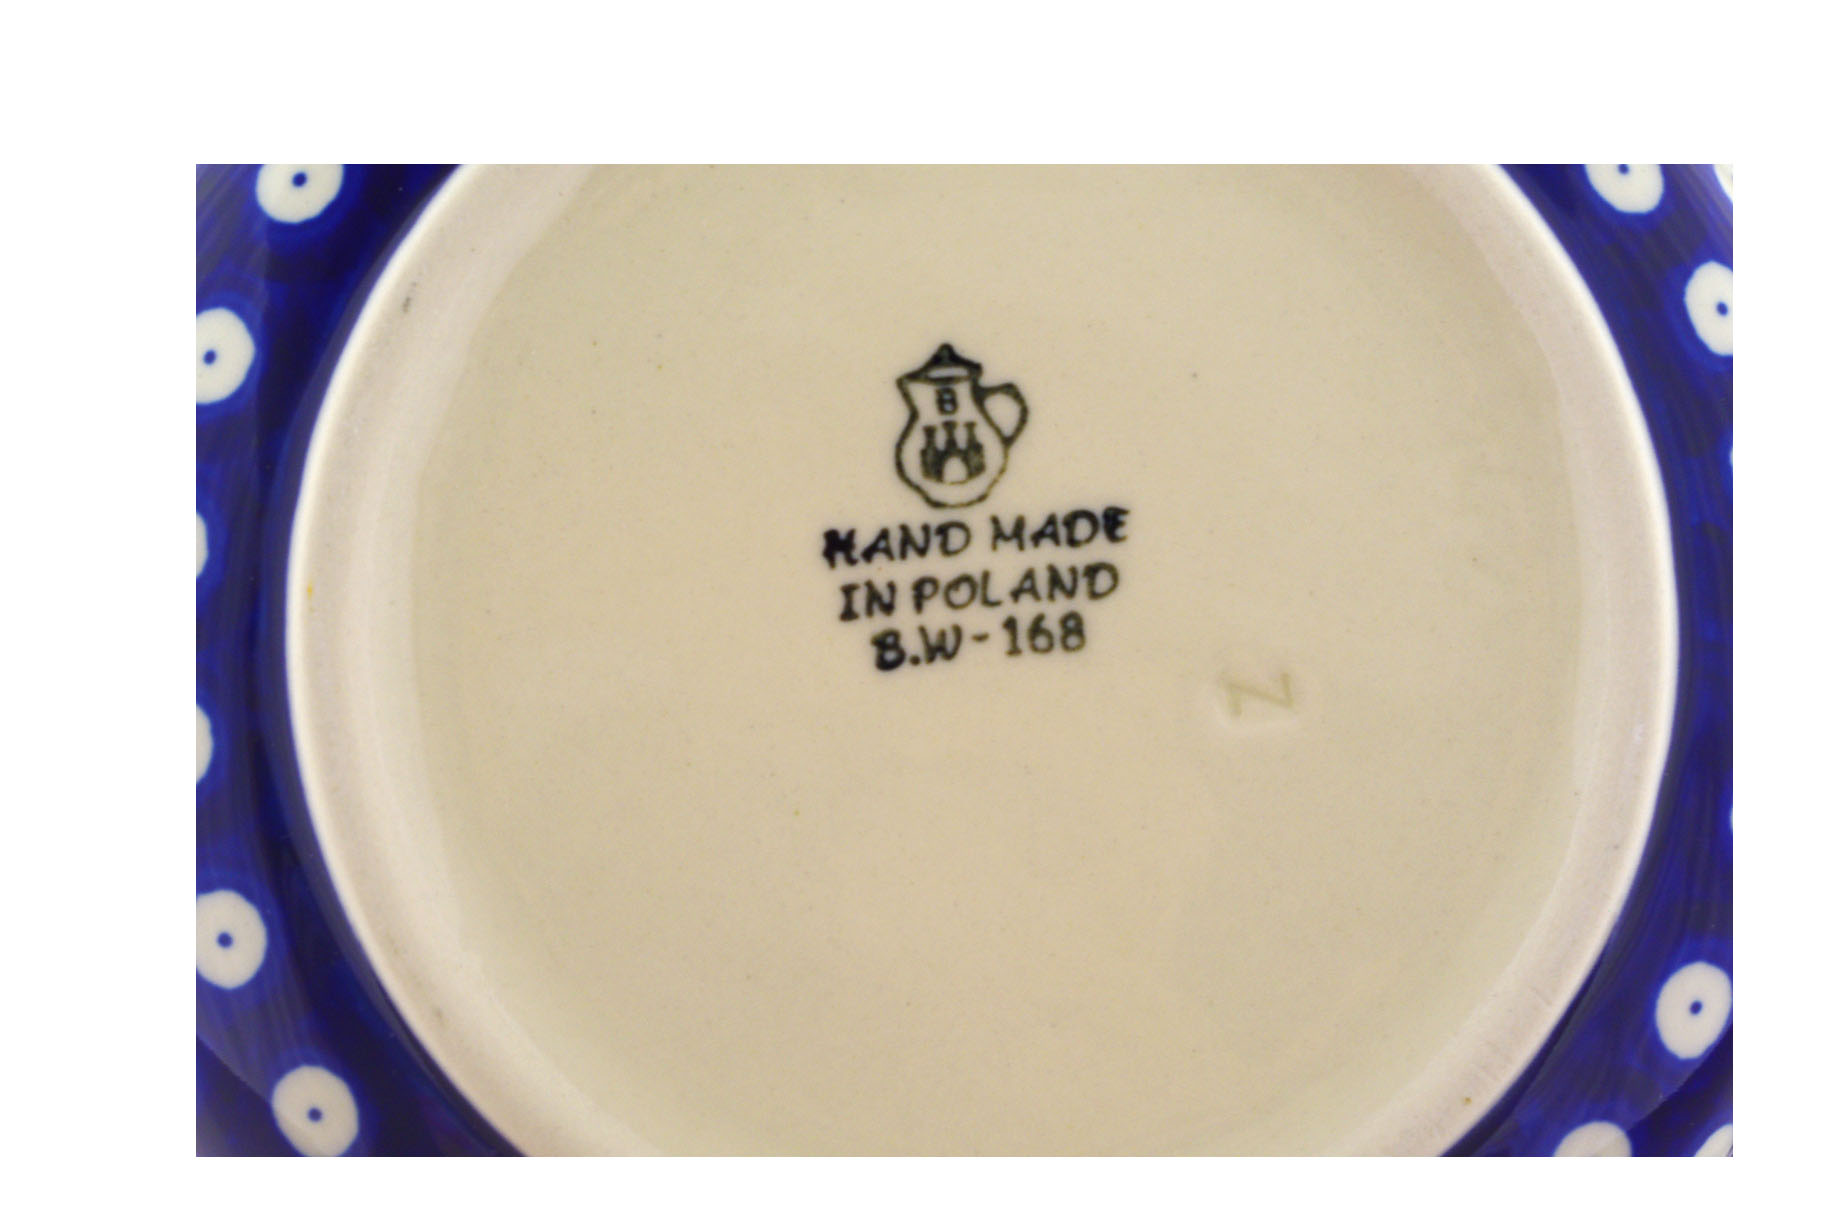 B
HAND MADE
IN POLAND
B.W-168
N